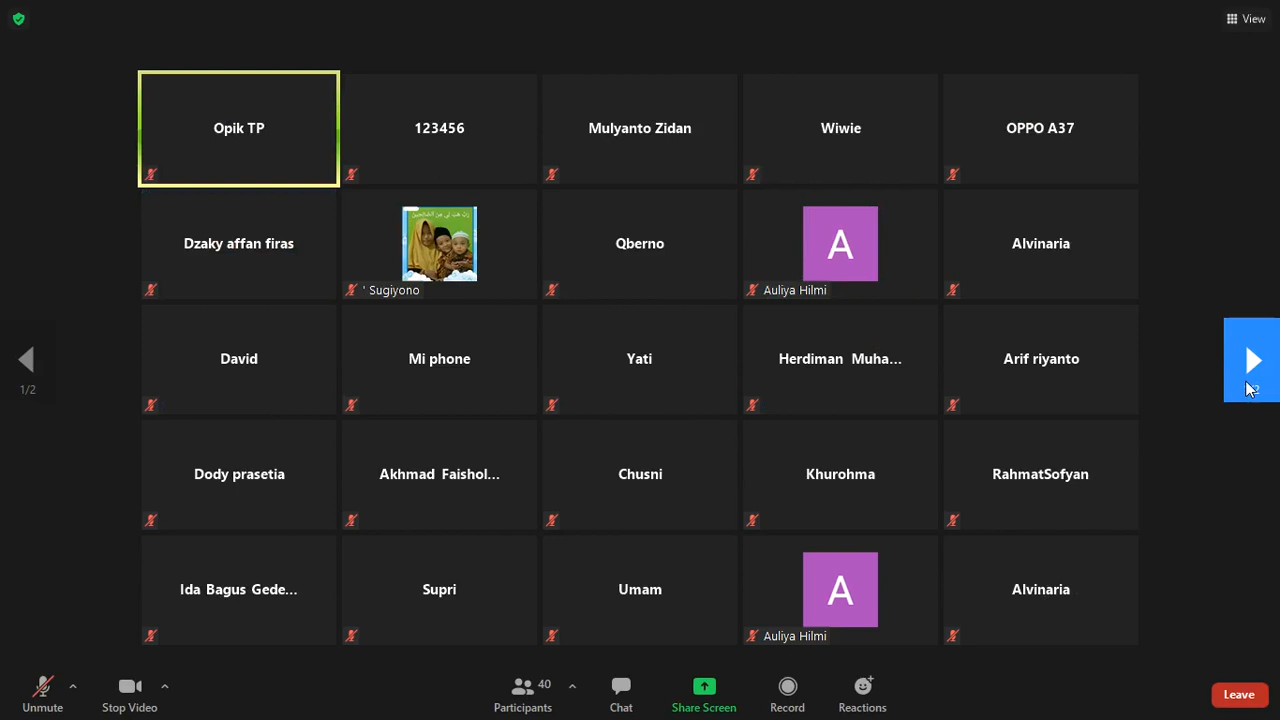 View
Opik TP
123456
Mulyanto Zidan
Wiwie
OPPO A37
Dzaky affan firas
' Sugiyono
Qberno
A
Auliya Hilmi
Alvinaria
David
Mi phone
Yati
Herdiman Muha...
Arif riyanto
1/2
Dody prasetia
Akhmad Faishol...
Chusni
Khurohma
RahmatSofyan
Ida Bagus Gede...
Supri
Umam
A
Auliya Hilmi
Alvinaria
Unmute
Stop Video
Participants
40
Chat
Share Screen
Record
Reactions
Leave